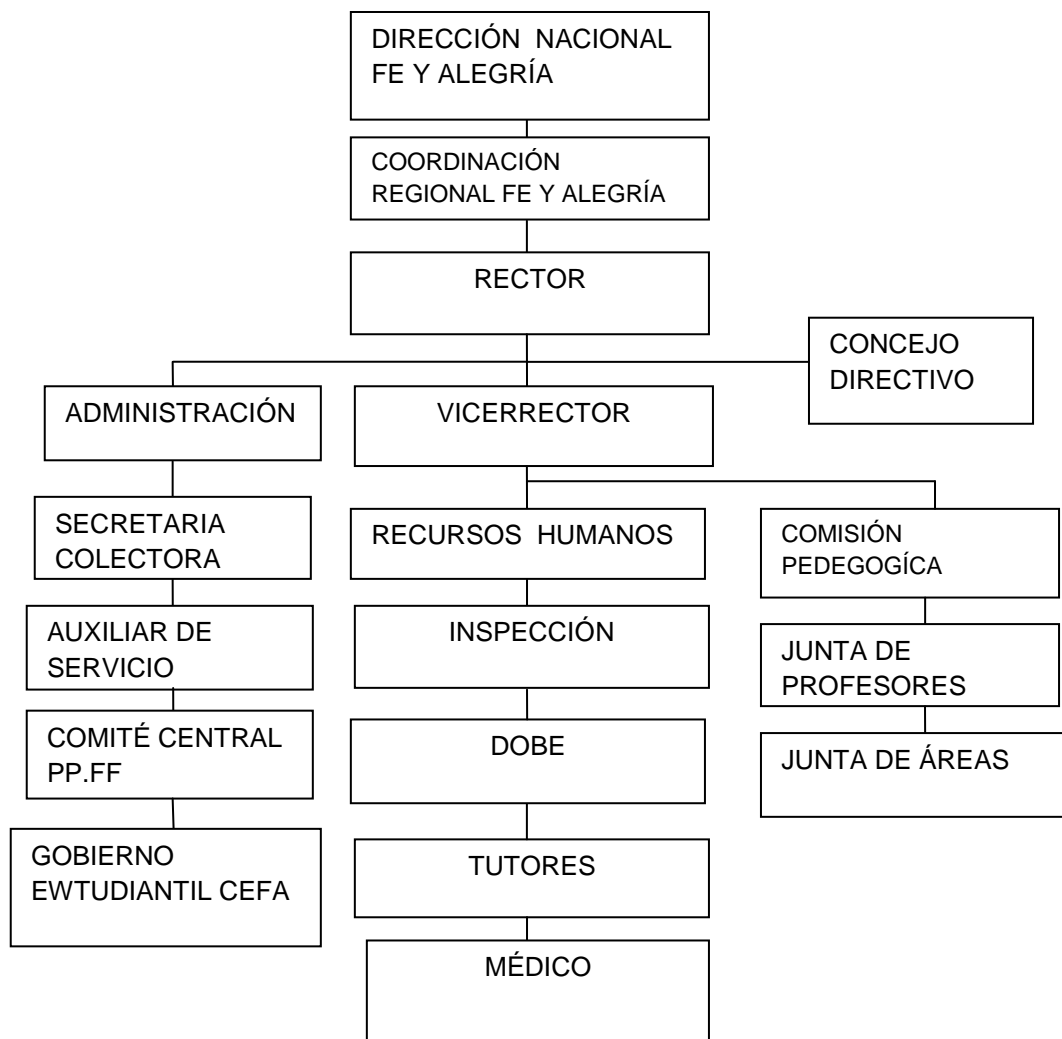 DIRECCIÓN NACIONAL
FE Y ALEGRÍA
COORDINACIÓN
REGIONAL FE Y ALEGRÍA
RECTOR
CONCEJO
DIRECTIVO
ADMINISTRACIÓN
VICERRECTOR
SECRETARIA
COLECTORA
RECURSOS HUMANOS
COMISIÓN
PEDEGOGÍCA
AUXILIAR DE
SERVICIO
INSPECCIÓN
JUNTA DE
PROFESORES
COMITÉ CENTRAL
PP.FF
DOBE
JUNTA DE ÁREAS
GOBIERNO
EWTUDIANTIL CEFA
TUTORES
MÉDICO